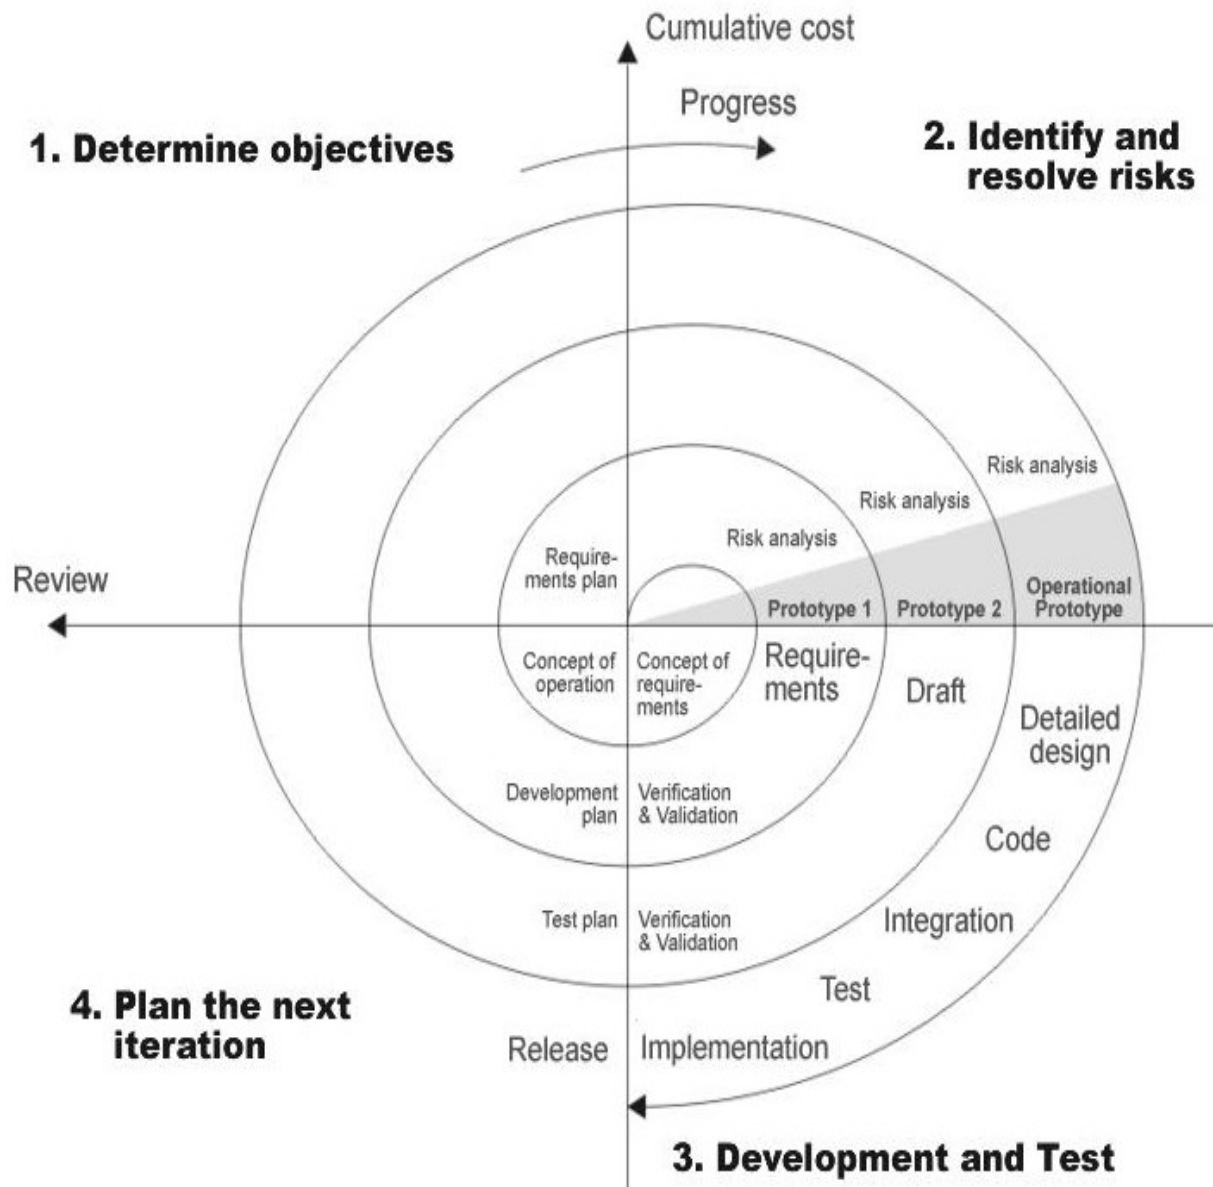 Cumulative cost
Progress
1. Determine objectives
2. Identify and
resolve risks
Risk analysis
Risk analysis
Risk analysis
Require-
ments plan
Review
Operational
Prototype
Prototype 1
Prototype 2
Concept of
operation
Concept of
require-
ments
Require-
ments
Draft
Detailed
design
Development
plan
Verification
& Validation
Code
Test plan
Verification
& Validation
Integration
Test
4. Plan the next
iteration
Release
Implementation
3. Development and Test